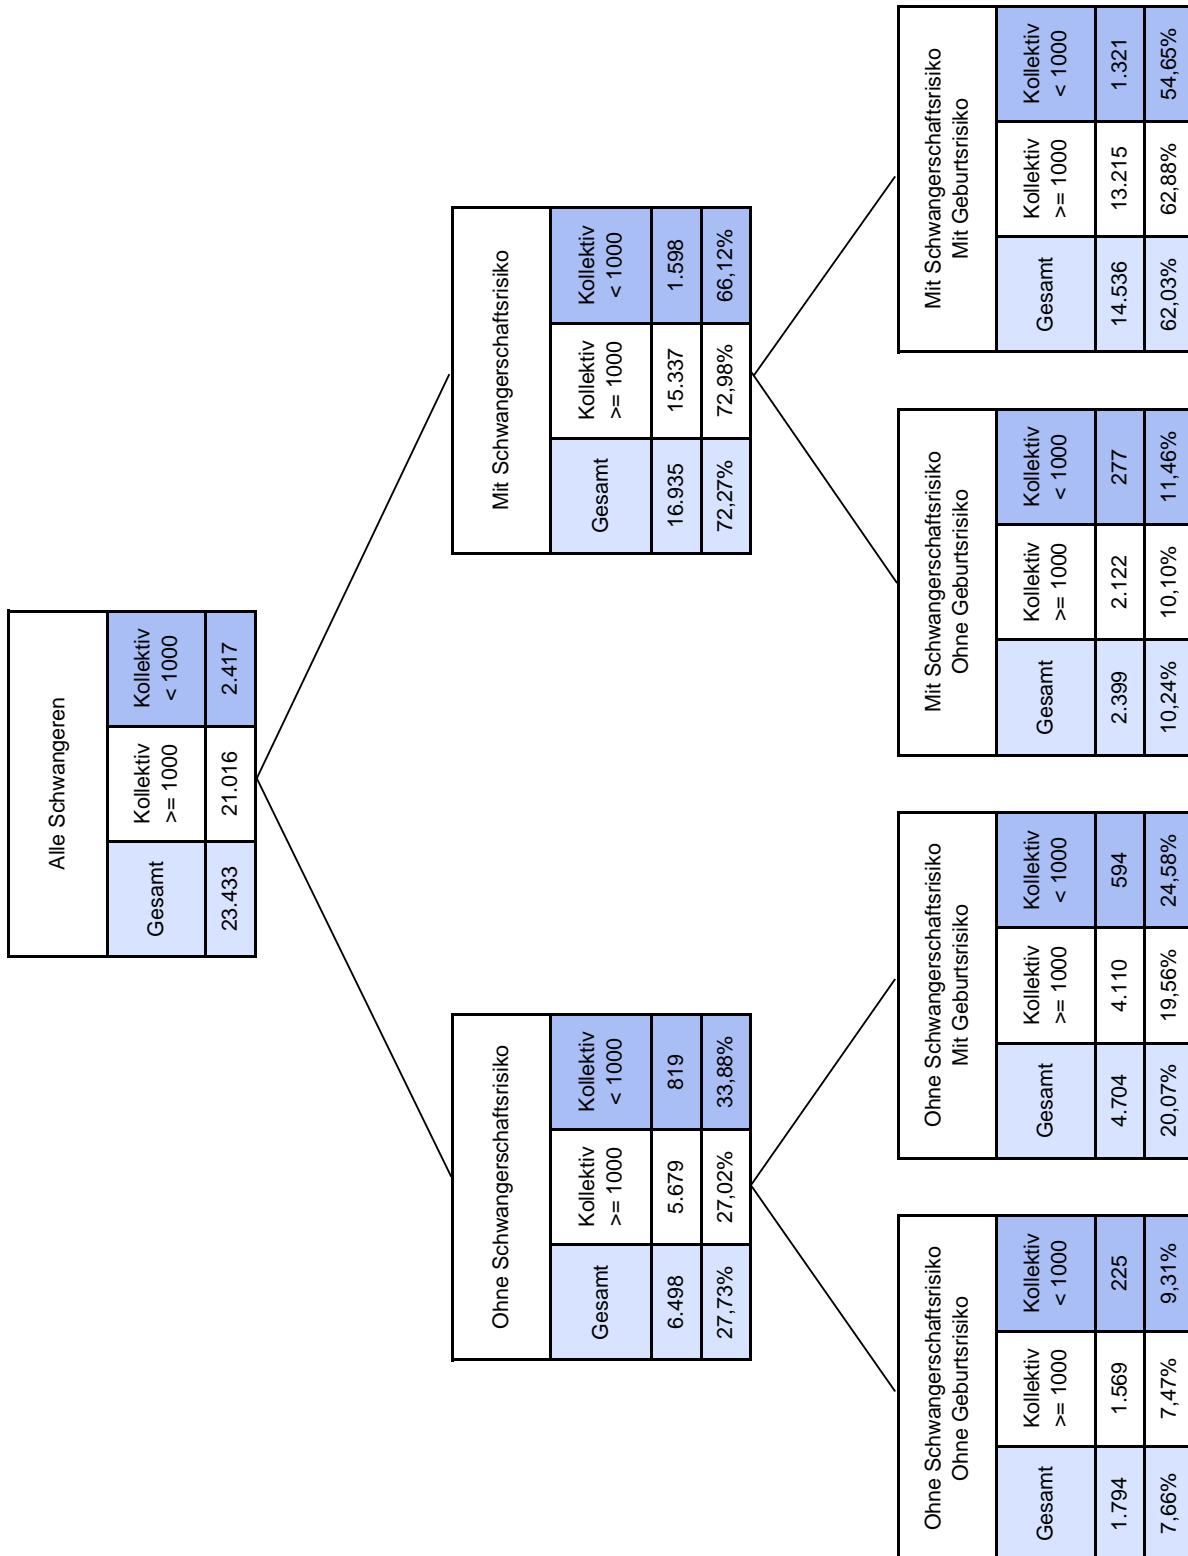 Alle Schwangeren
Gesamt Kollektiv >= 1000 Kollektiv < 1000
23.433 21.016 2.417
Ohne Schwangerschaftsrisiko
Gesamt Kollektiv >= 1000 Kollektiv < 1000
6.498 5.679 819
27,73% 27,02% 33,88%
Mit Schwangerschaftsrisiko
Gesamt Kollektiv >= 1000 Kollektiv < 1000
16.935 15.337 1.598
72,27% 72,98% 66,12%
Ohne Schwangerschaftsrisiko
Ohne Geburtsrisiko
Gesamt Kollektiv >= 1000 Kollektiv < 1000
1.794 1.569 225
7,66% 7,47% 9,31%
Ohne Schwangerschaftsrisiko
Mit Geburtsrisiko
Gesamt Kollektiv >= 1000 Kollektiv < 1000
4.704 4.110 594
20,07% 19,56% 24,58%
Mit Schwangerschaftsrisiko
Ohne Geburtsrisiko
Gesamt Kollektiv >= 1000 Kollektiv < 1000
2.399 2.122 277
10,24% 10,10% 11,46%
Mit Schwangerschaftsrisiko
Mit Geburtsrisiko
Gesamt Kollektiv >= 1000 Kollektiv < 1000
14.536 13.215 1.321
62,03% 62,88% 54,65%